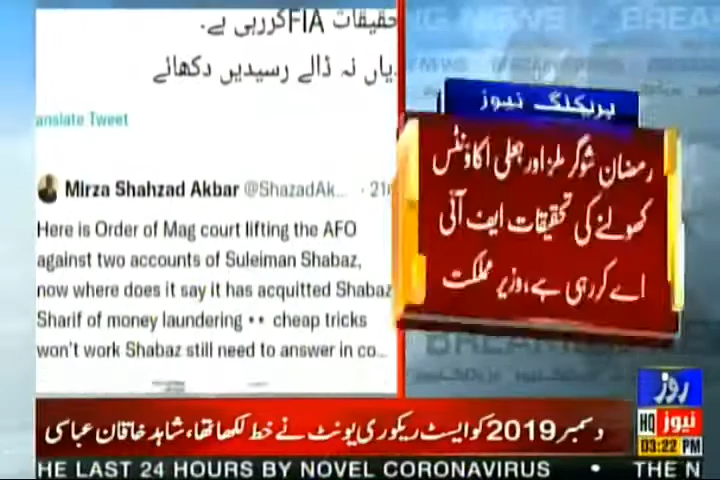 تحقیقات FIA کررہی ہے۔
یاں نہ ڈالے رسیدیں دکھائے
anslate Tweet
Mirza Shahzad Akbar @ShazadAk... · 21
Here is Order of Mag court lifting the AFO
against two accounts of Suleiman Shabaz,
now where does it say it has acquitted Shabaz
Sharif of money laundering •• cheap tricks
won't work Shabaz still need to answer in co...
BREAKING NEWS
بریکنگ نیوز
رمضان شوگر ملز اور جعلی اکاؤنٹس
کھولنے کی تحقیقات ایف آئی
اے کررہی ہے، وزیر مملکت
روز
HQ نیوز
03:22 PM
دسمبر 2019 کو ایسٹ ریکوری یونٹ نے خط لکھا تھا، شاہد خاقان عباسی
HE LAST 24 HOURS BY NOVEL CORONAVIRUS • THE N